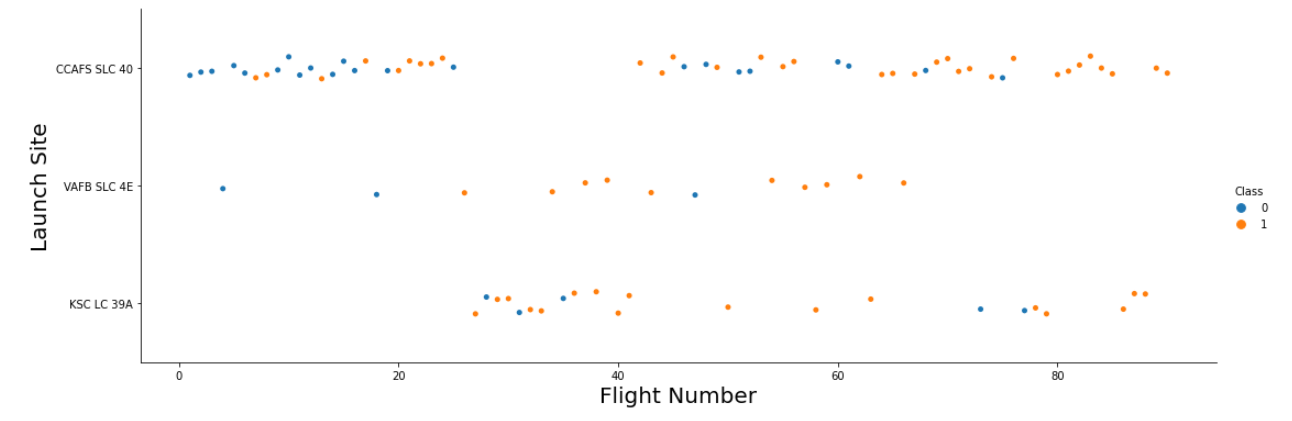 CCAFS SLC 40
VAFB SLC 4E
KSC LC 39A
Launch Site
0 20 40 60 80
Flight Number
Class
0
1